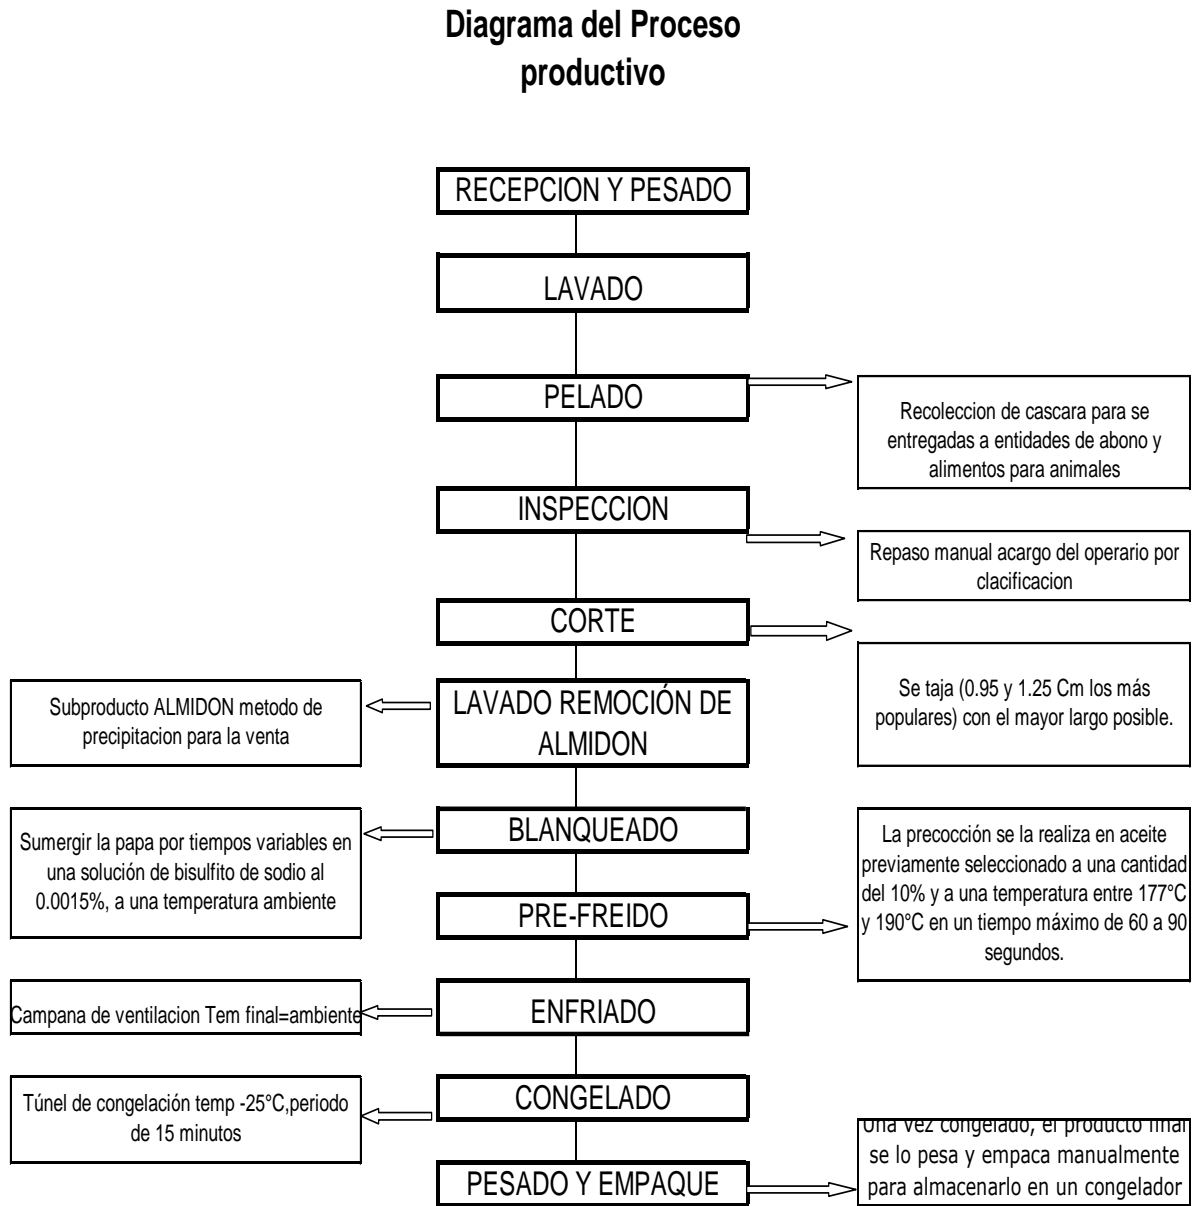 Diagrama del Proceso
productivo
RECEPCION Y PESADO
LAVADO
PELADO
Recoleccion de cascara para se
entregadas a entidades de abono y
alimentos para animales
INSPECCION
Repaso manual acargo del operario por
clacificacion
CORTE
Se taja (0.95 y 1.25 Cm los más
populares) con el mayor largo posible.
LAVADO REMOCIÓN DE
ALMIDON
Subproducto ALMIDON metodo de
precipitacion para la venta
BLANQUEADO
Sumergir la papa por tiempos variables en
una solución de bisulfito de sodio al
0.0015%, a una temperatura ambiente
PRE-FREIDO
La precocción se la realiza en aceite
previamente seleccionado a una cantidad
del 10% y a una temperatura entre 177°C
y 190°C en un tiempo máximo de 60 a 90
segundos.
ENFRIADO
Campana de ventilacion Tem final=ambiente
CONGELADO
Túnel de congelación temp -25°C,periodo
de 15 minutos
PESADO Y EMPAQUE
Una vez congelado, el producto final
se lo pesa y empaca manualmente
para almacenarlo en un congelador